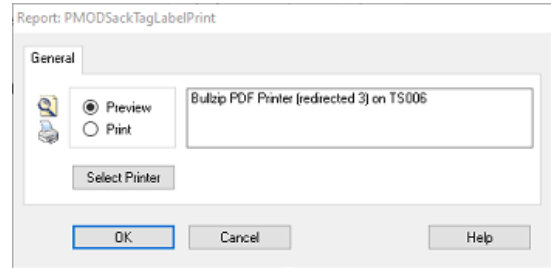 Report: PMODSackTagLabelPrint
General
Preview
Print
Bullzip PDF Printer (redirected 3) on TS006
Select Printer
OK
Cancel
Help